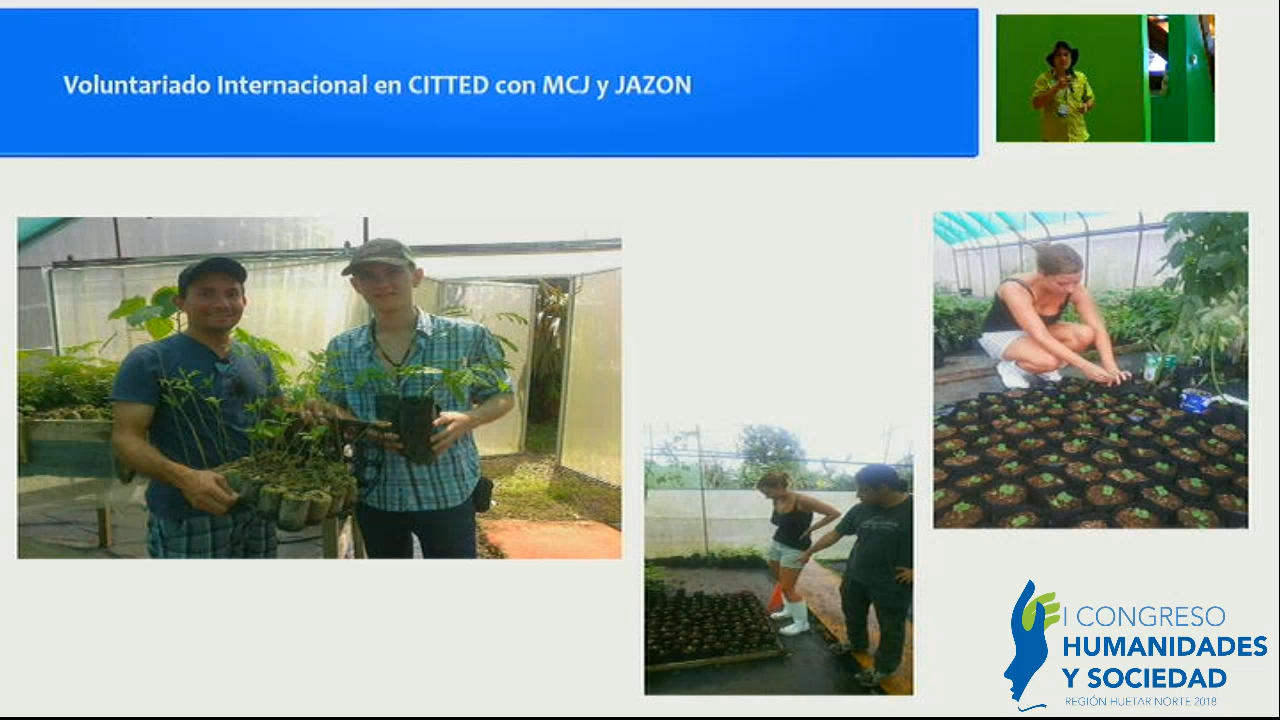 Voluntariado Internacional en CITTED con MCJ y JAZON
I CONGRESO
HUMANIDADES
Y SOCIEDAD
REGIÓN HUETAR NORTE 2018